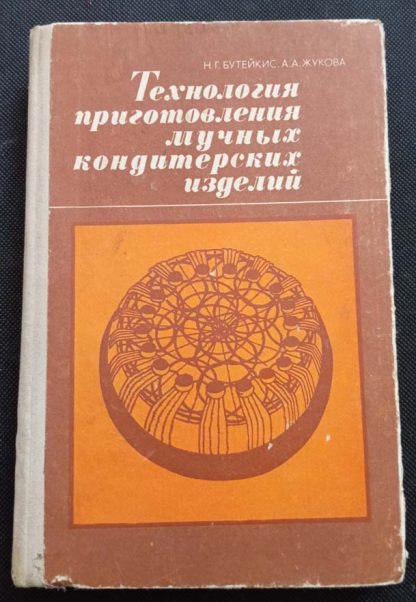 Н.Г. БУТЕЙКИС, А.А. ЖУКОВА
Технология
приготовления
мучных
кондитерских
изделий